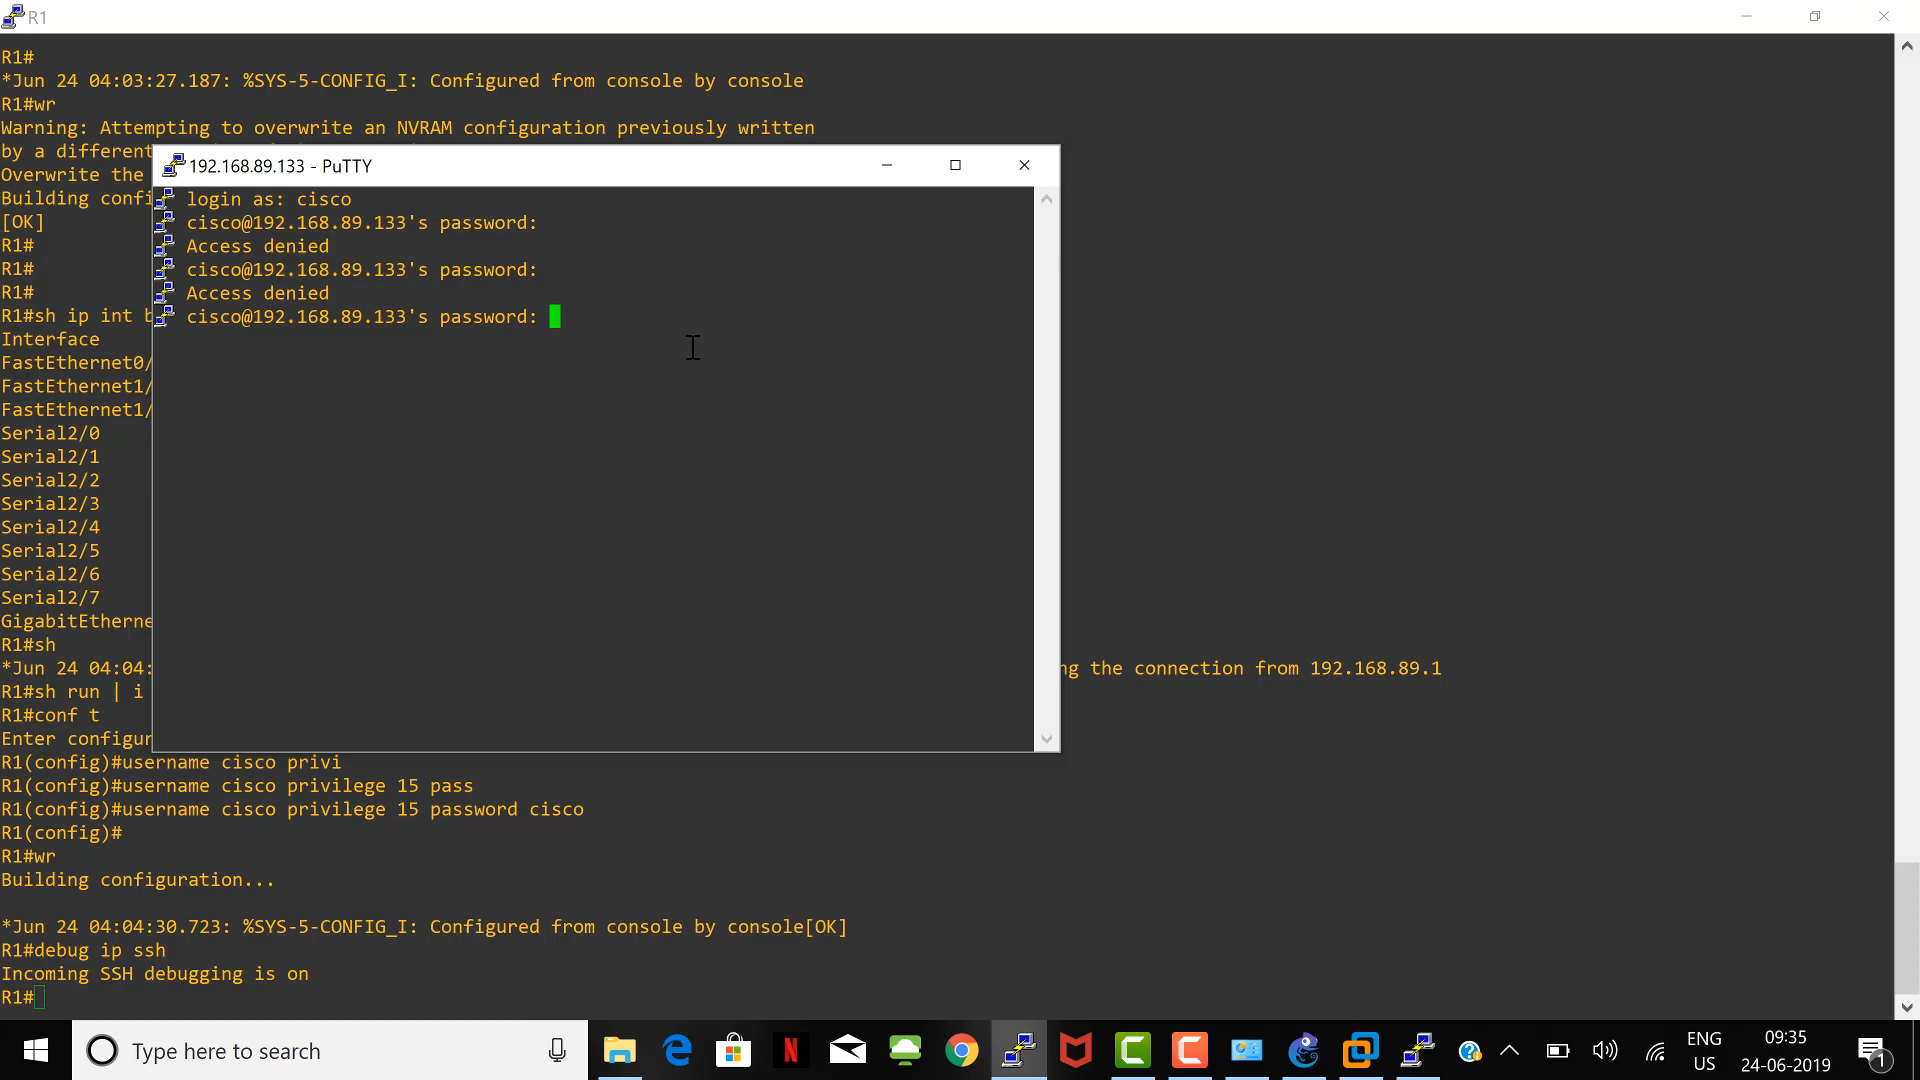 R1
R1#
*Jun 24 04:03:27.187: %SYS-5-CONFIG_I: Configured from console by console
R1#wr
Warning: Attempting to overwrite an NVRAM configuration previously written
by a different
Overwrite the
Building confi
[OK]
R1#
R1#
R1#
R1#sh ip int b
Interface
FastEthernet0/
FastEthernet1/
FastEthernet1/
Serial2/0
Serial2/1
Serial2/2
Serial2/3
Serial2/4
Serial2/5
Serial2/6
Serial2/7
GigabitEtherne
R1#sh
*Jun 24 04:04: ng the connection from 192.168.89.1
R1#sh run | i
R1#conf t
Enter configur
R1(config)#username cisco privi
R1(config)#username cisco privilege 15 pass
R1(config)#username cisco privilege 15 password cisco
R1(config)#
R1#wr
Building configuration...
*Jun 24 04:04:30.723: %SYS-5-CONFIG_I: Configured from console by console[OK]
R1#debug ip ssh
Incoming SSH debugging is on
R1#
192.168.89.133 - PuTTY
login as: cisco
cisco@192.168.89.133's password:
Access denied
cisco@192.168.89.133's password:
Access denied
cisco@192.168.89.133's password:
Type here to search
ENG
US
09:35
24-06-2019
1